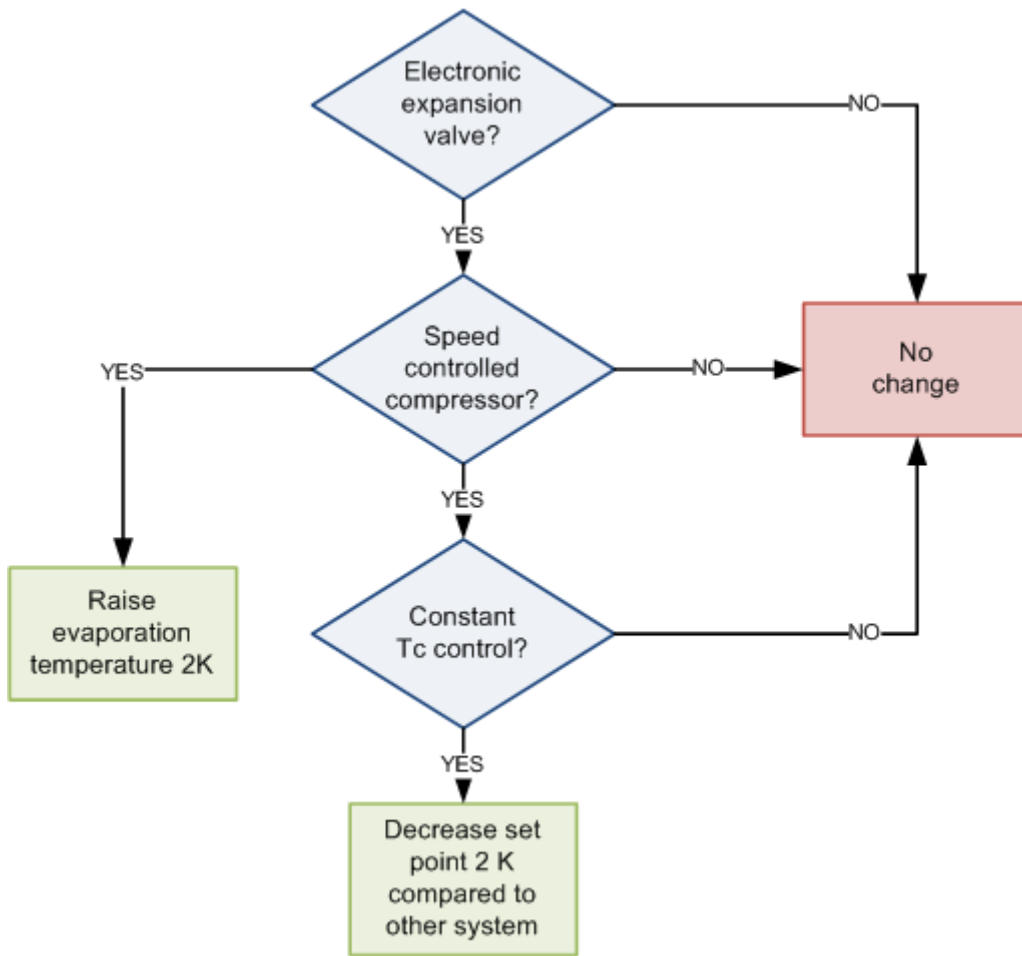 Electronic
expansion
valve?
NO
YES
Speed
controlled
compressor?
YES
NO
No
change
YES
Raise
evaporation
temperature 2K
Constant
Tc control?
NO
YES
Decrease set
point 2 K
compared to
other system